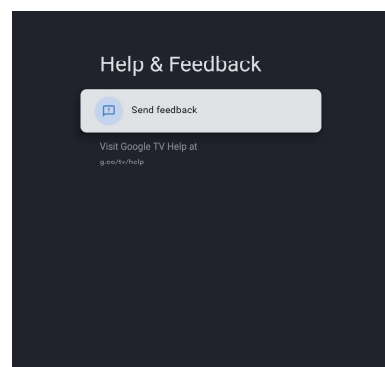 Help & Feedback
Send feedback
Visit Google TV Help at
g.co/tv/help